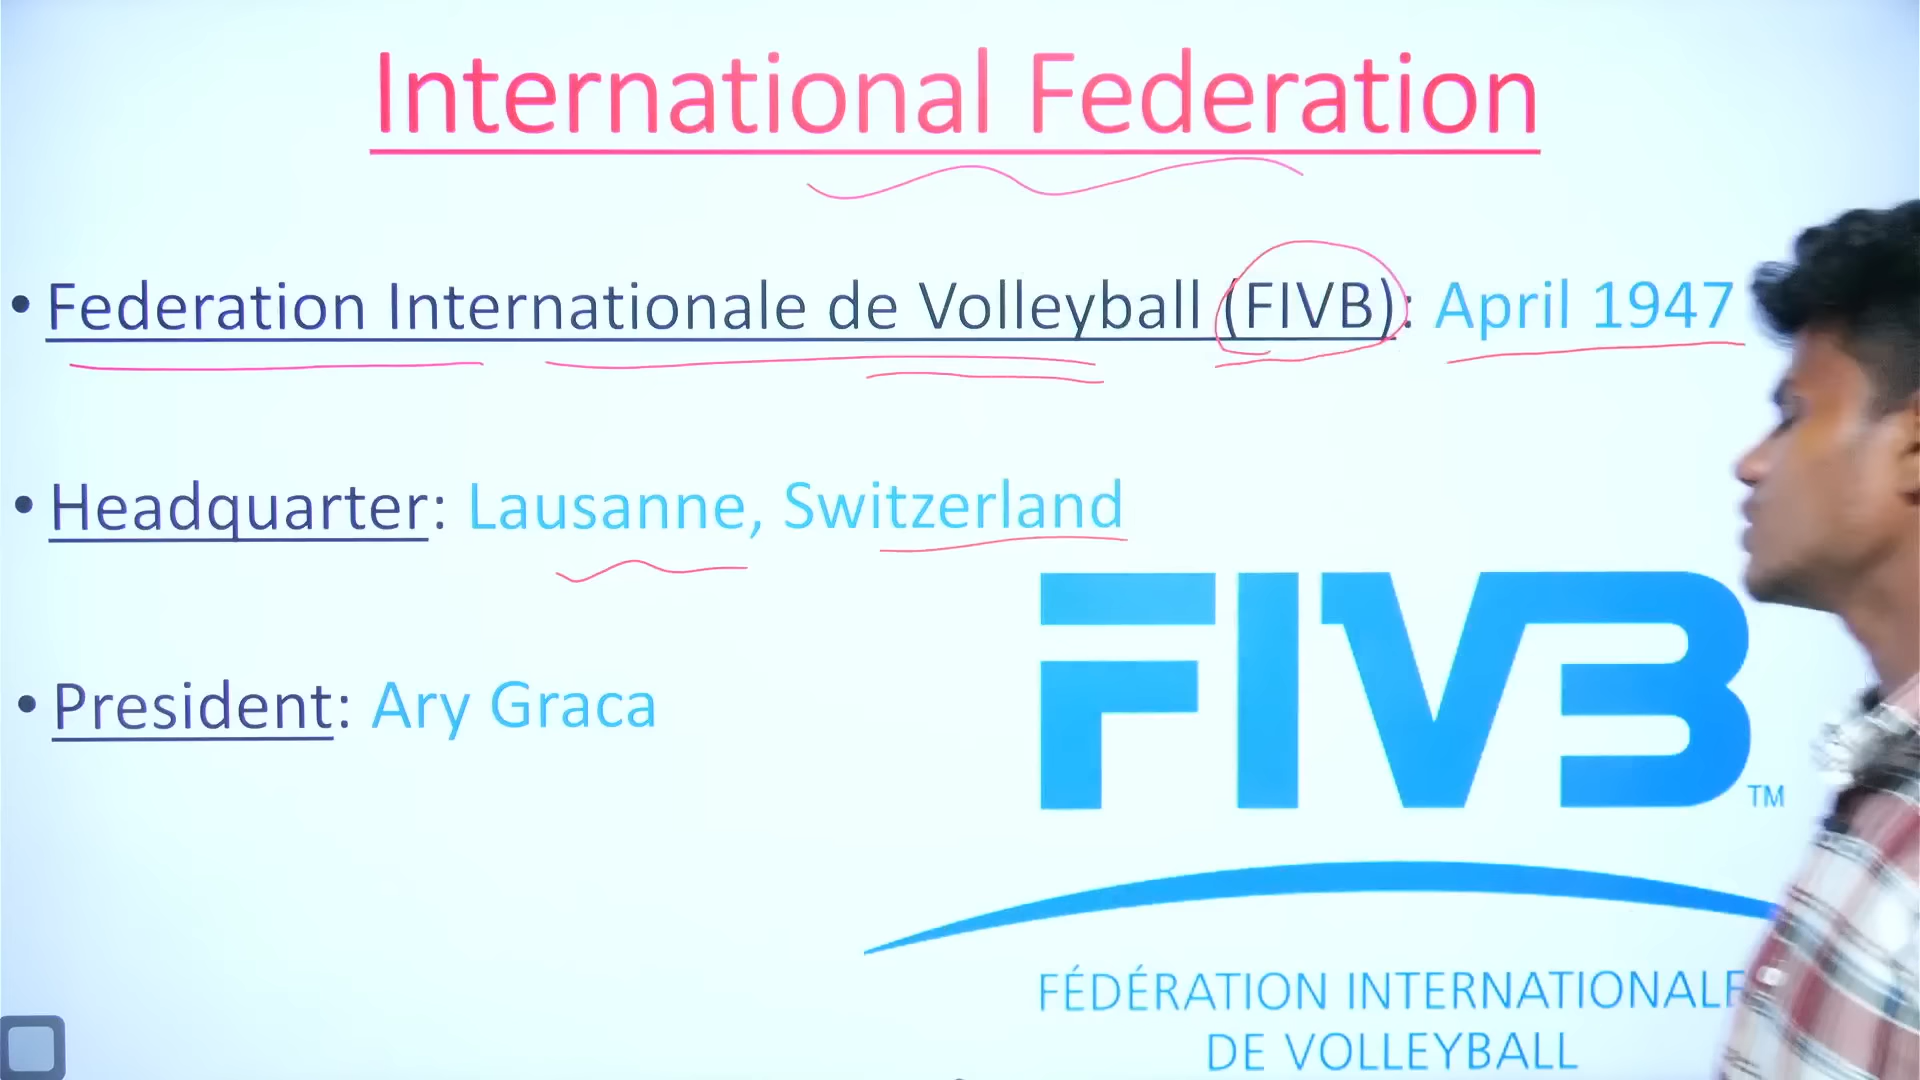 International Federation
• Federation Internationale de Volleyball (FIVB): April 1947
• Headquarter: Lausanne, Switzerland
• President: Ary Graca
FIVB TM
FÉDÉRATION INTERNATIONALE
DE VOLLEYBALL